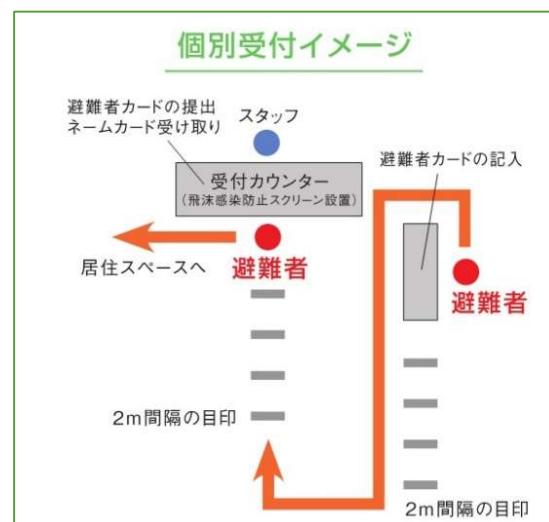 個別受付イメージ
避難者カードの提出
ネームカード受け取り
スタッフ
受付カウンター
（飛沫感染防止スクリーン設置）
避難者カードの記入
居住スペースへ
避難者
避難者
2m間隔の目印
2m間隔の目印